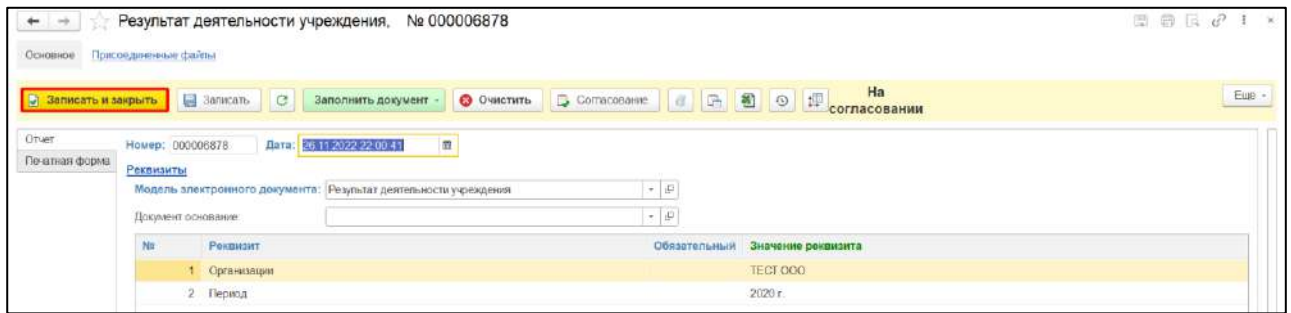 Результат деятельности учреждения, № 000006878
Основное Присоединенные файлы
Записать и закрыть Записать Заполнить документ Очистить Согласование На согласовании Еще
Отчет
Печатная форма
Номер: 000006878 Дата: 26.11.2022 22:00:41
Реквизиты
Модель электронного документа: Результат деятельности учреждения
Документ основание:
№ Реквизит Обязательный Значение реквизита
1 Организации ТЕСТ ООО
2 Период 2020 г.